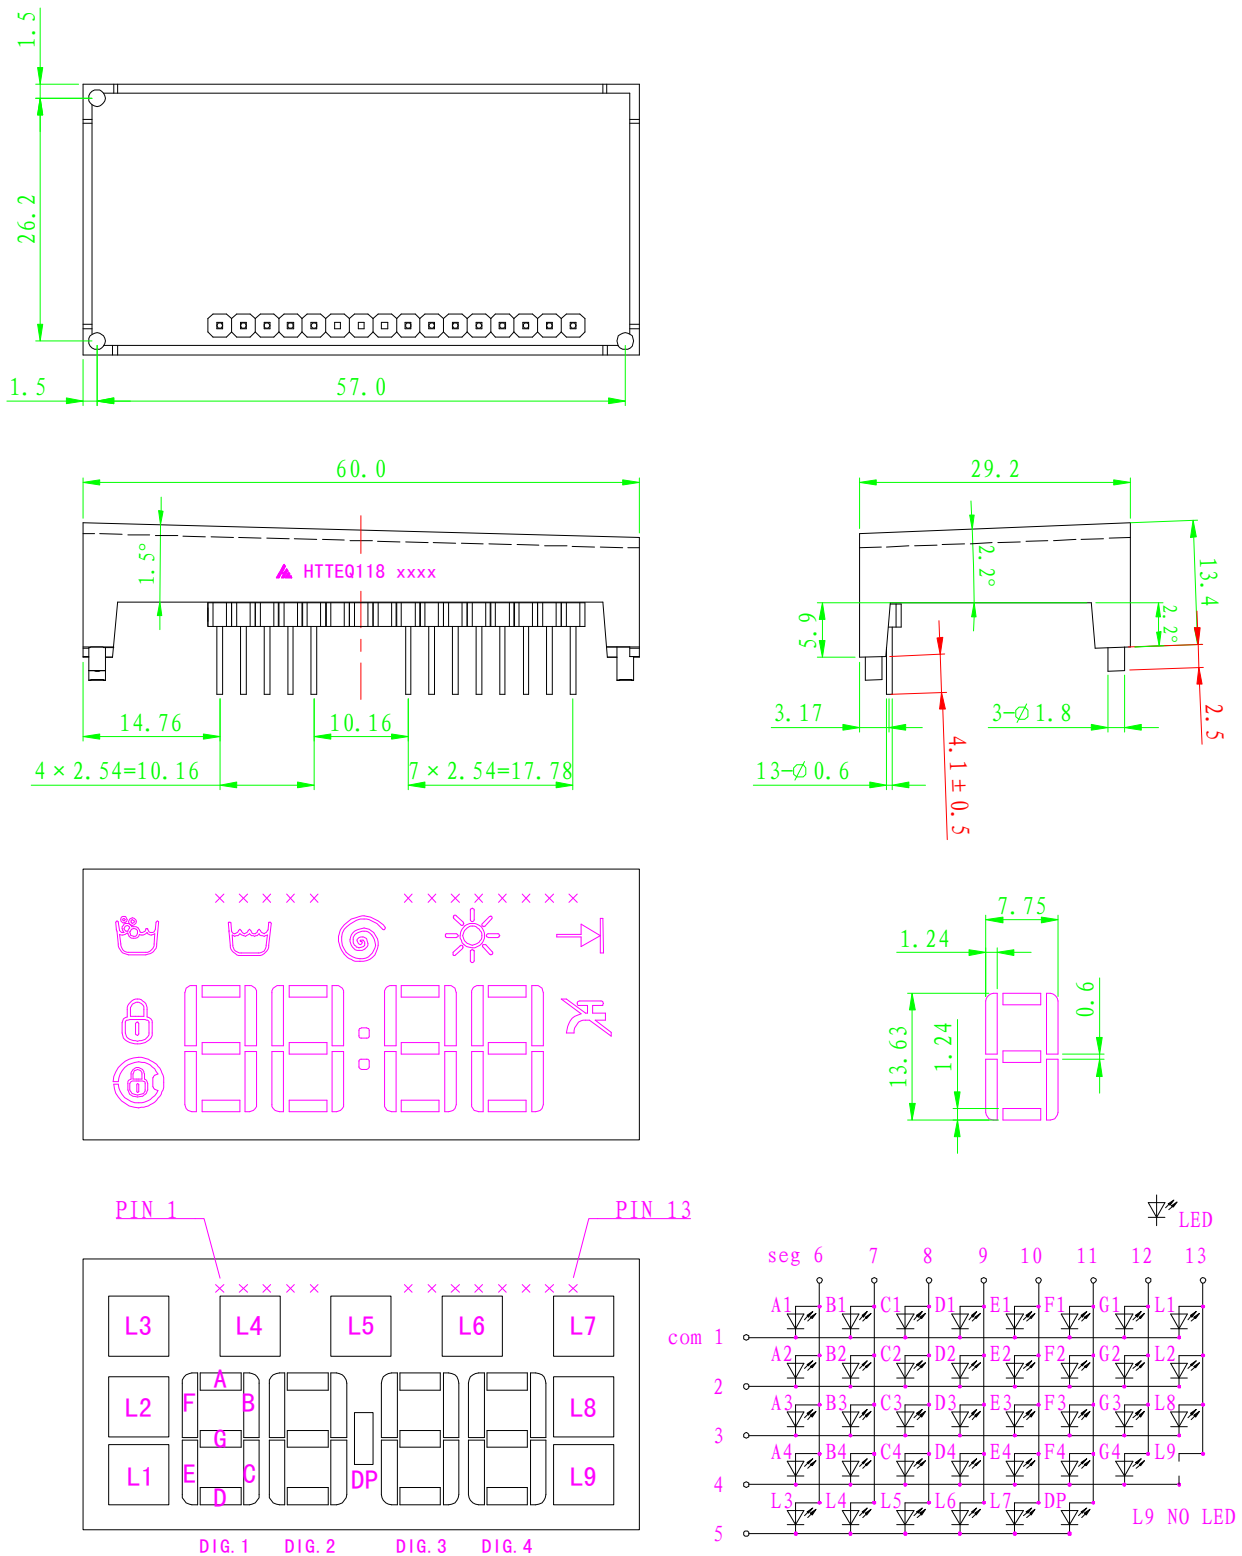 1.5
26.2
1.5
57.0
60.0
29.2
1.5°
HTTEQ118 xxxx
2.2°
13.4
5.9
2.2°
14.76
10.16
3.17
3-∅1.8
2.5
4×2.54=10.16
7×2.54=17.78
13-∅0.6
4.1±0.5
7.75
1.24
0.6
13.63
1.24
PIN 1
PIN 13
LED
seg 6 7 8 9 10 11 12 13
L3 L4 L5 L6 L7
A1 B1 C1 D1 E1 F1 G1 L1
com 1
A2 B2 C2 D2 E2 F2 G2 L2
2
A
L2 F B L8
A3 B3 C3 D3 E3 F3 G3 L8
3
G
L1 E C DP L9
D
A4 B4 C4 D4 E4 F4 G4 L9
4
L3 L4 L5 L6 L7 DP
5
L9 NO LED
DIG.1 DIG.2 DIG.3 DIG.4